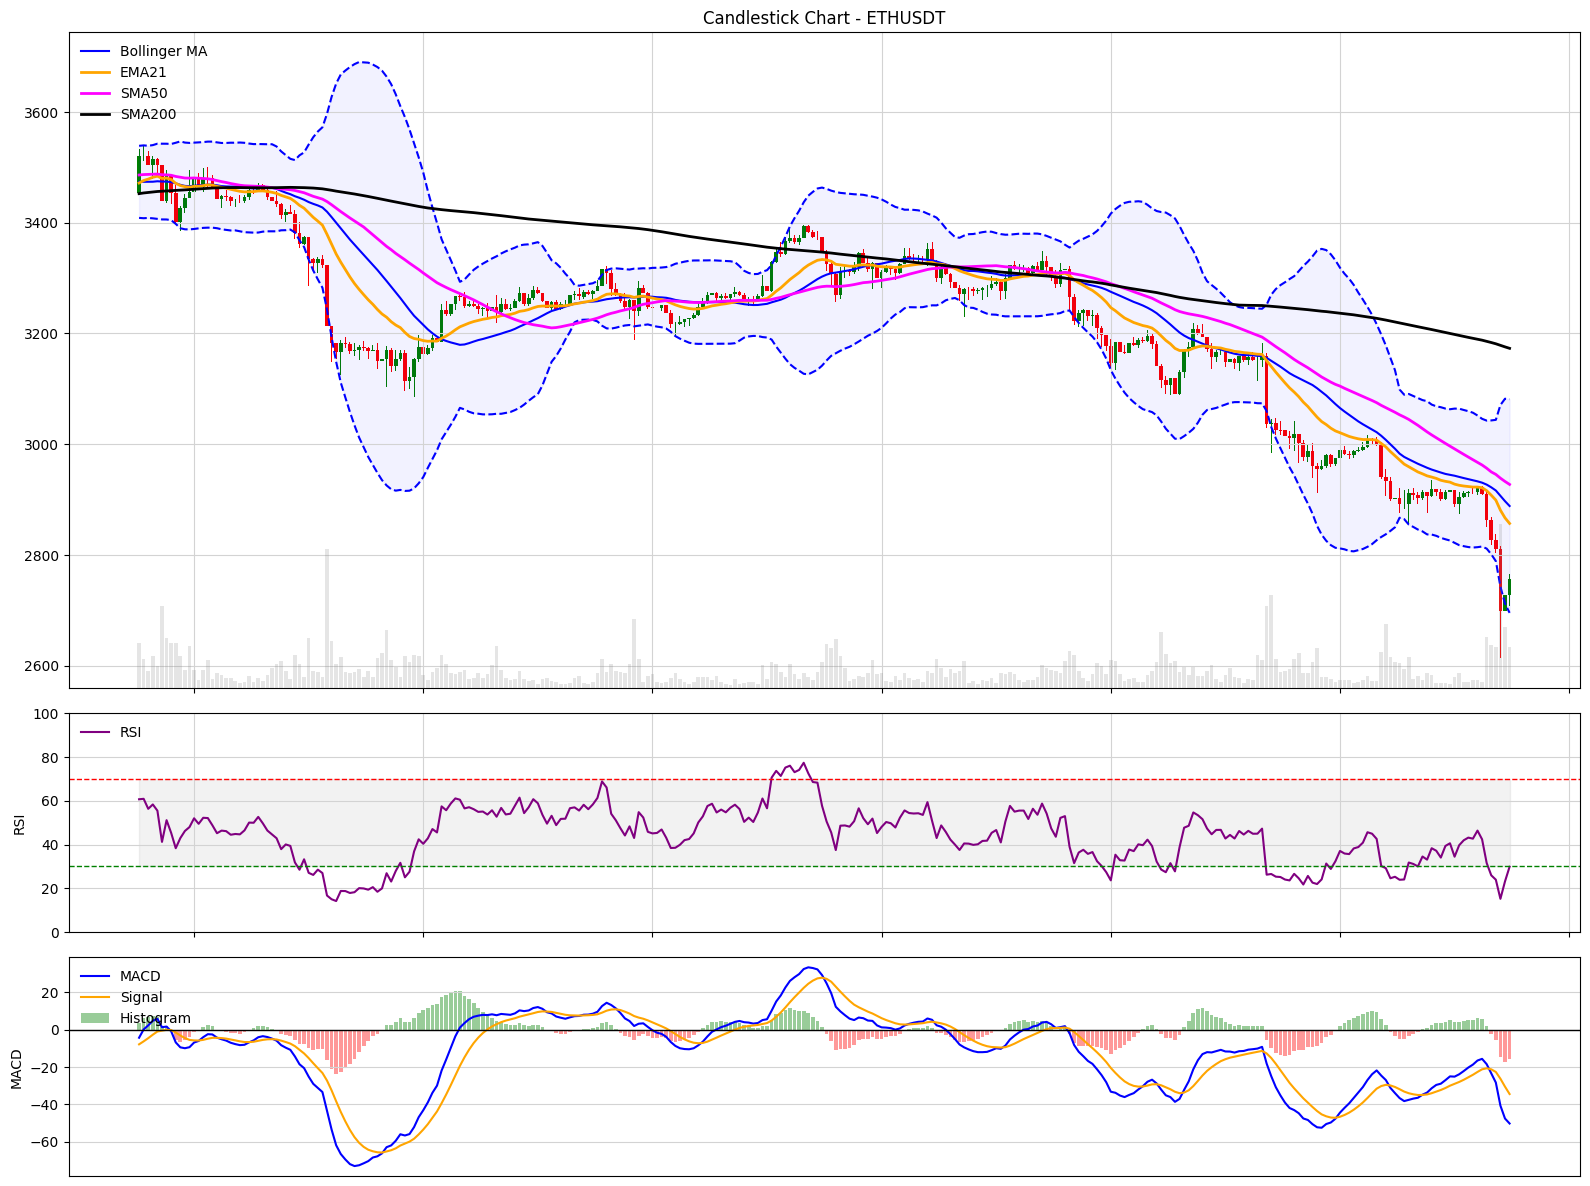 Candlestick Chart - ETHUSDT
Bollinger MA
EMA21
SMA50
SMA200
3600
3400
3200
3000
2800
2600
RSI
100
80
60
40
20
0
RSI
MACD
Signal
Histogram
20
0
−20
−40
−60
MACD